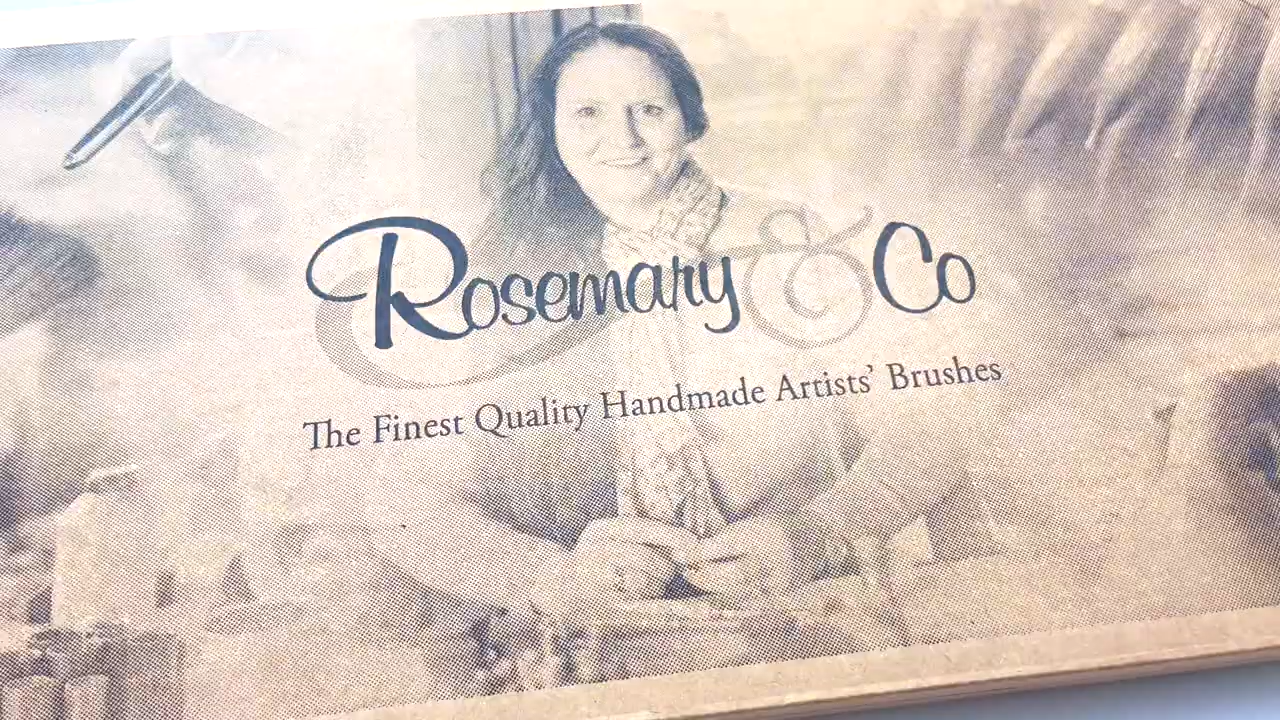 Rosemary & Co
The Finest Quality Handmade Artists’ Brushes